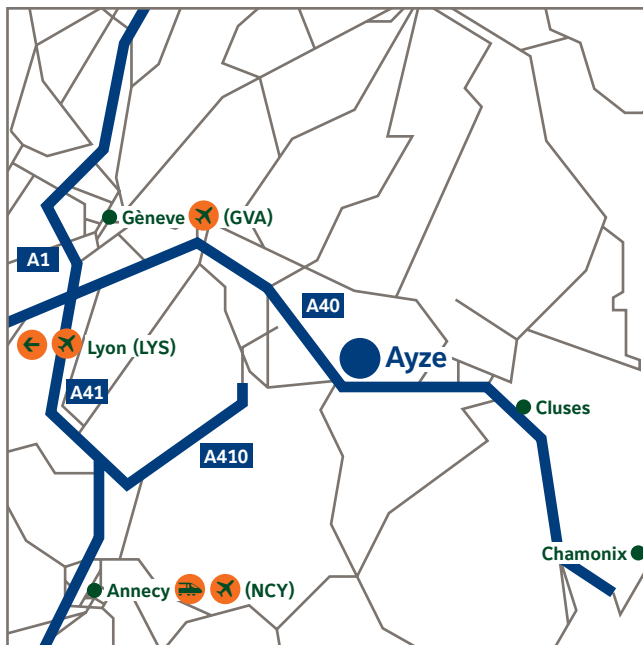 Gèneve (GVA)
A1
A40
Lyon (LYS)
Ayze
A41
Cluses
A410
Chamonix
Annecy (NCY)